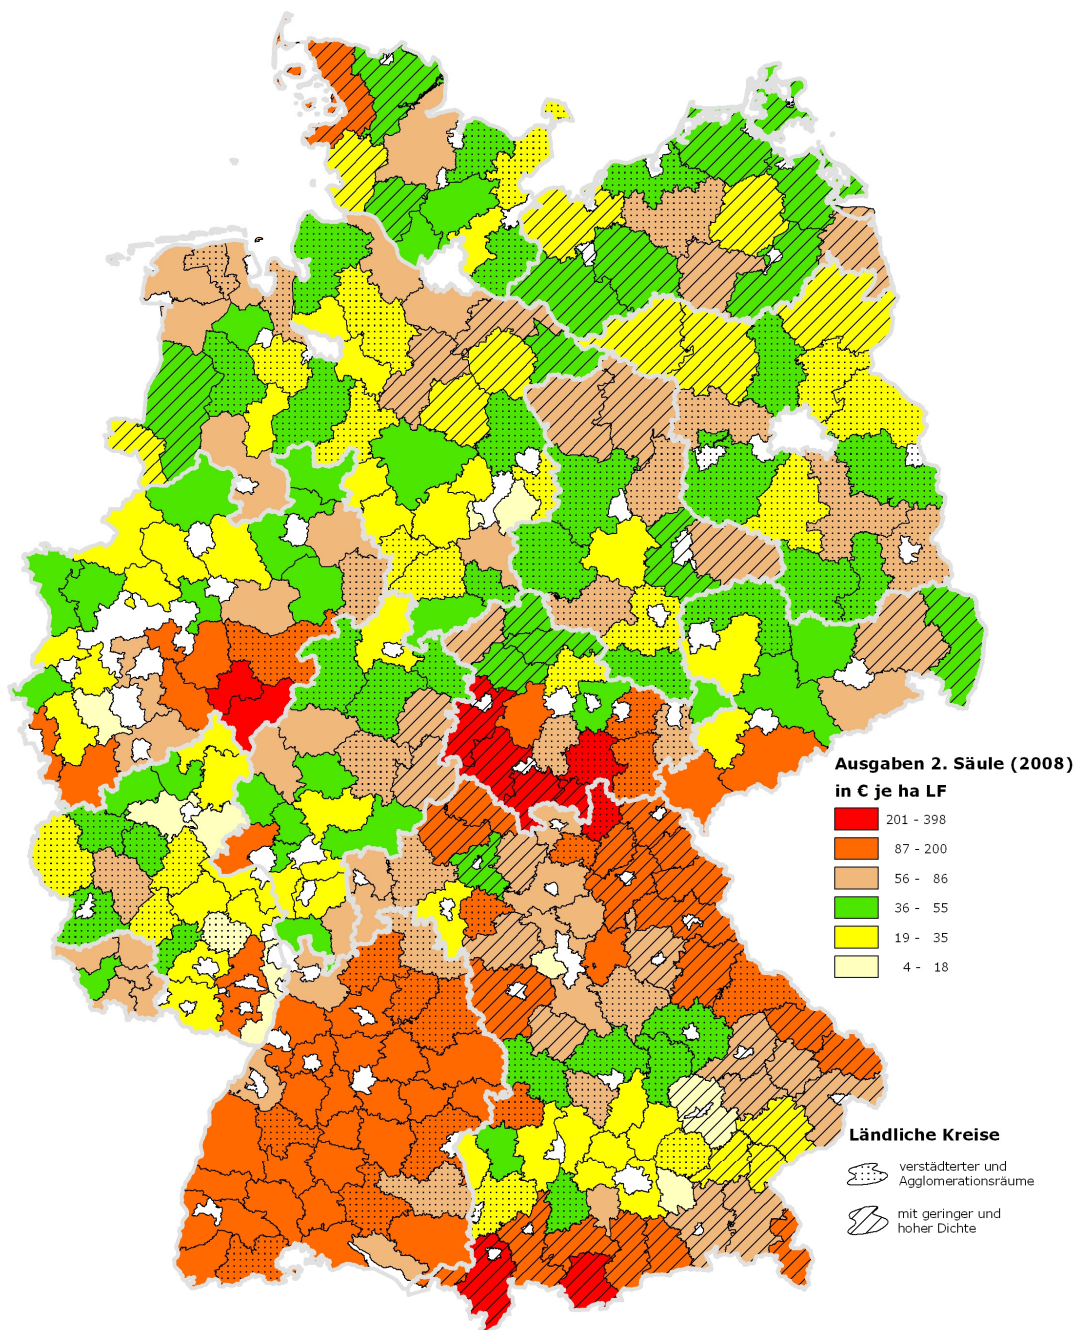 Ausgaben 2. Säule (2008)
in € je ha LF
201 - 398
87 - 200
56 - 86
36 - 55
19 - 35
4 - 18
Ländliche Kreise
verstädterter und
Agglomerationsräume
mit geringer und
hoher Dichte